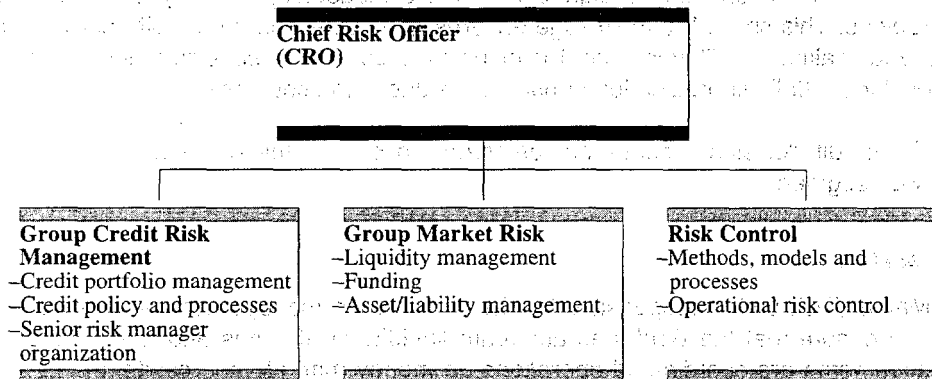 Chief Risk Officer
(CRO)
Group Credit Risk
Management
–Credit portfolio management
–Credit policy and processes
–Senior risk manager
organization
Group Market Risk
–Liquidity management
–Funding
–Asset/liability management
Risk Control
–Methods, models and
processes
–Operational risk control